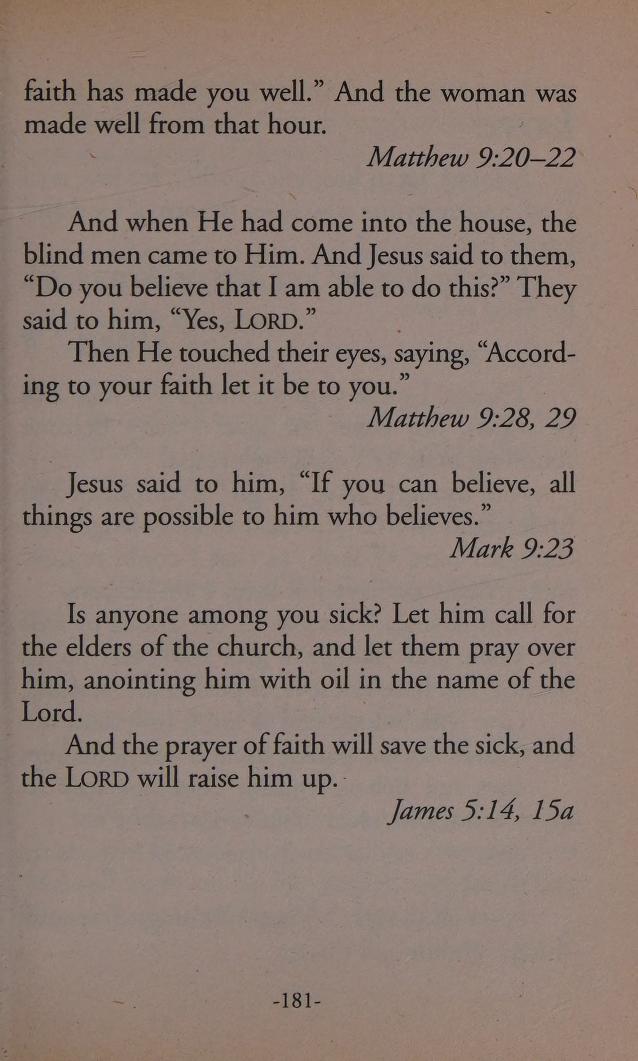 faith has made you well.” And the woman was
made well from that hour.
Matthew 9:20–22
And when He had come into the house, the
blind men came to Him. And Jesus said to them,
“Do you believe that I am able to do this?” They
said to him, “Yes, LORD.”
Then He touched their eyes, saying, “Accord-
ing to your faith let it be to you.”
Matthew 9:28, 29
Jesus said to him, “If you can believe, all
things are possible to him who believes.”
Mark 9:23
Is anyone among you sick? Let him call for
the elders of the church, and let them pray over
him, anointing him with oil in the name of the
Lord.
And the prayer of faith will save the sick, and
the LORD will raise him up.
James 5:14, 15a
-181-